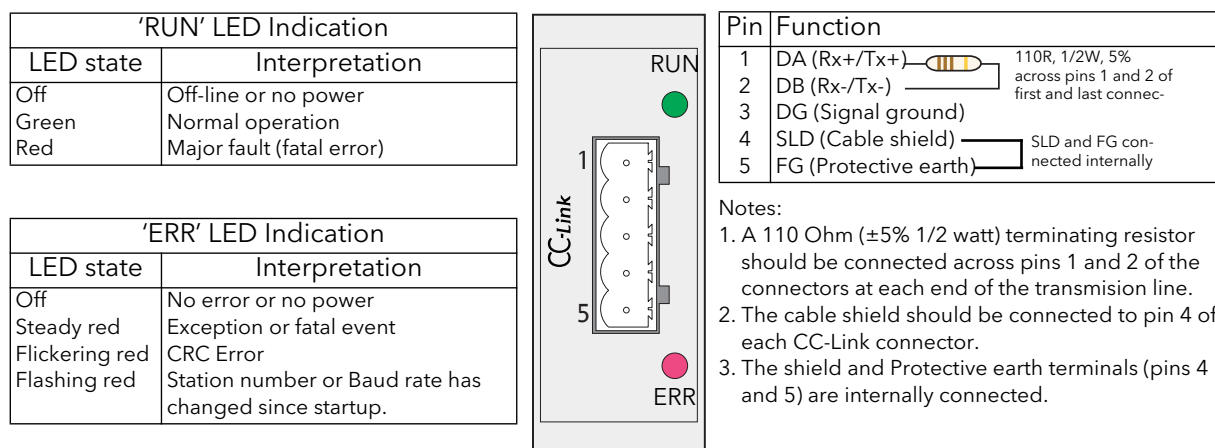 ‘RUN’ LED Indication
LED state Interpretation
Off Off-line or no power
Green Normal operation
Red Major fault (fatal error)
‘ERR’ LED Indication
LED state Interpretation
Off No error or no power
Steady red Exception or fatal event
Flickering red CRC Error
Flashing red Station number or Baud rate has
changed since startup.
RUN
1
CC-Link
5
ERR
Pin Function
1 DA (Rx+/Tx+)
2 DB (Rx-/Tx-)
3 DG (Signal ground)
4 SLD (Cable shield)
5 FG (Protective earth)
110R, 1/2W, 5%
across pins 1 and 2 of
first and last connec-
SLD and FG con-
nected internally
Notes:
1. A 110 Ohm (±5% 1/2 watt) terminating resistor
should be connected across pins 1 and 2 of the
connectors at each end of the transmision line.
2. The cable shield should be connected to pin 4 of
each CC-Link connector.
3. The shield and Protective earth terminals (pins 4
and 5) are internally connected.